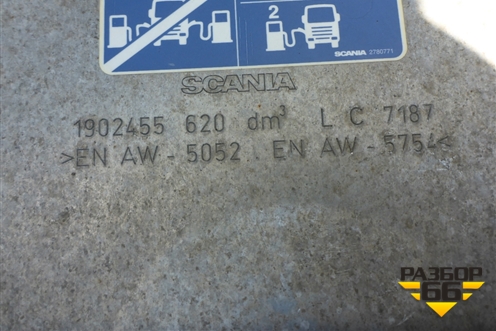 2
SCANIA 2780771
SCANIA
1902455 620 dm³ L C 7187
>EN AW - 5052 . EN AW - 5754<
РАЗБОР
66